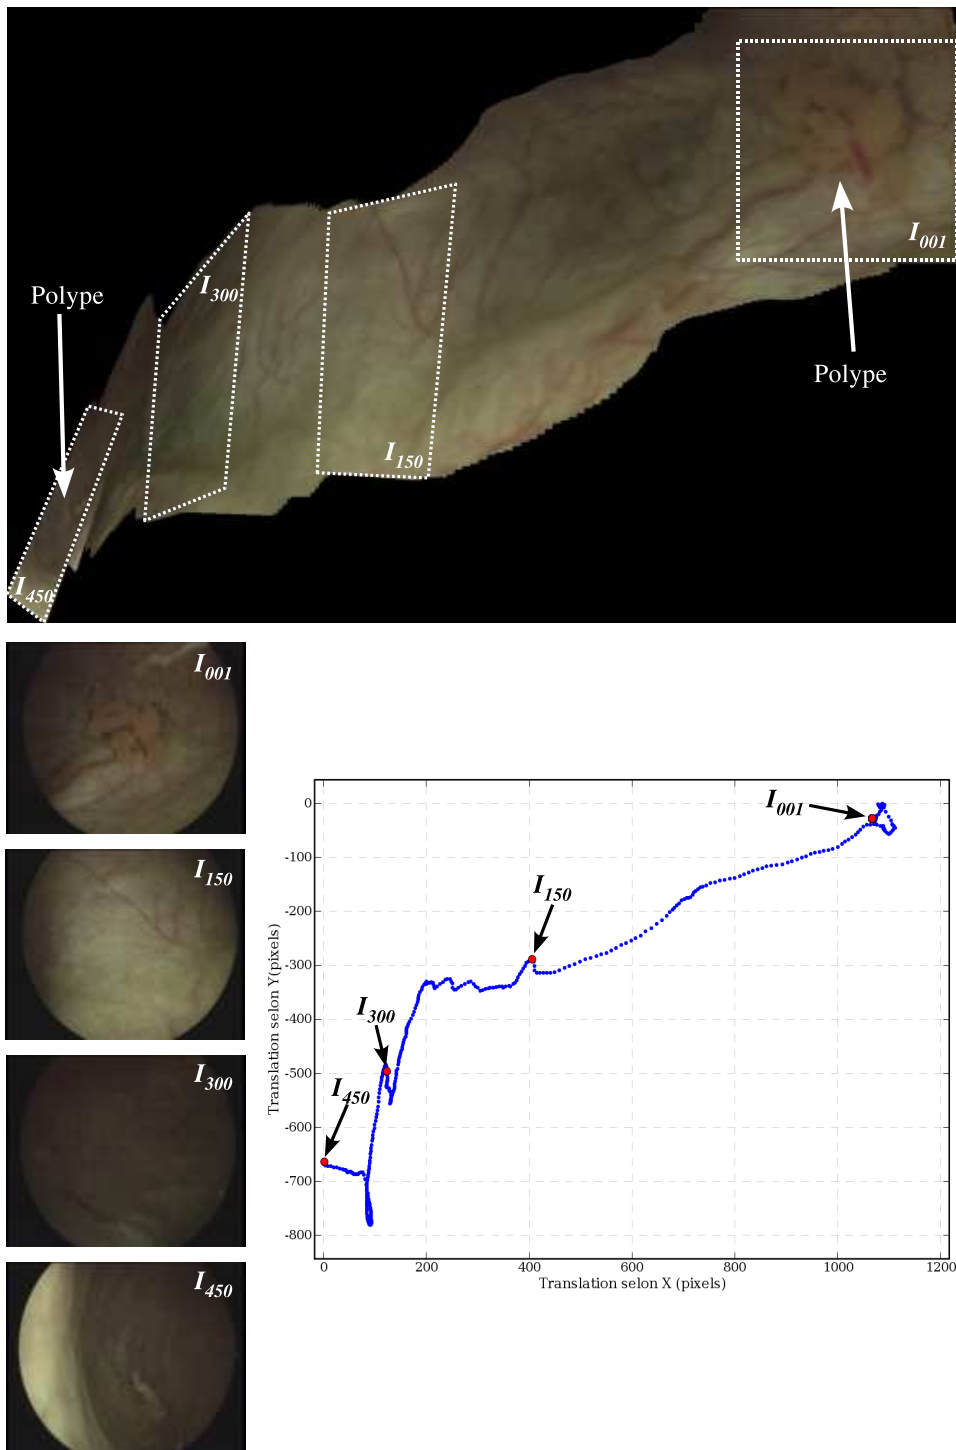 I001
I300
Polype
Polype
I150
I450
I001
I150
I300
I450
I001
I150
I300
I450
0
-100
-200
-300
-400
-500
-600
-700
-800
Translation selon Y(pixels)
0 200 400 600 800 1000 1200
Translation selon X (pixels)